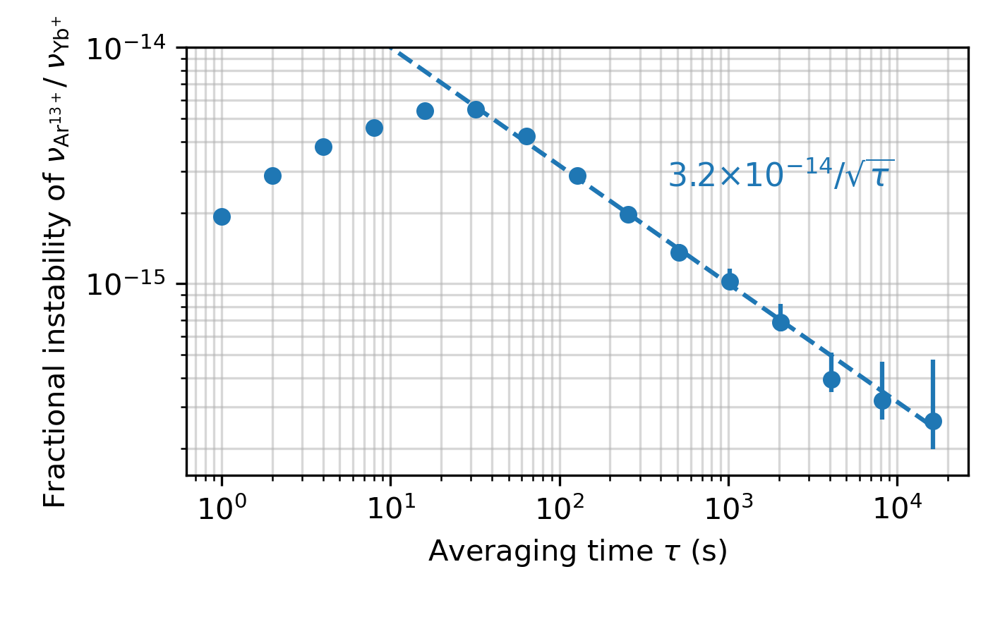 Fractional instability of ν_Ar¹³⁺ / ν_Yb⁺
10⁻¹⁴
10⁻¹⁵
3.2×10⁻¹⁴/√τ
10⁰ 10¹ 10² 10³ 10⁴
Averaging time τ (s)